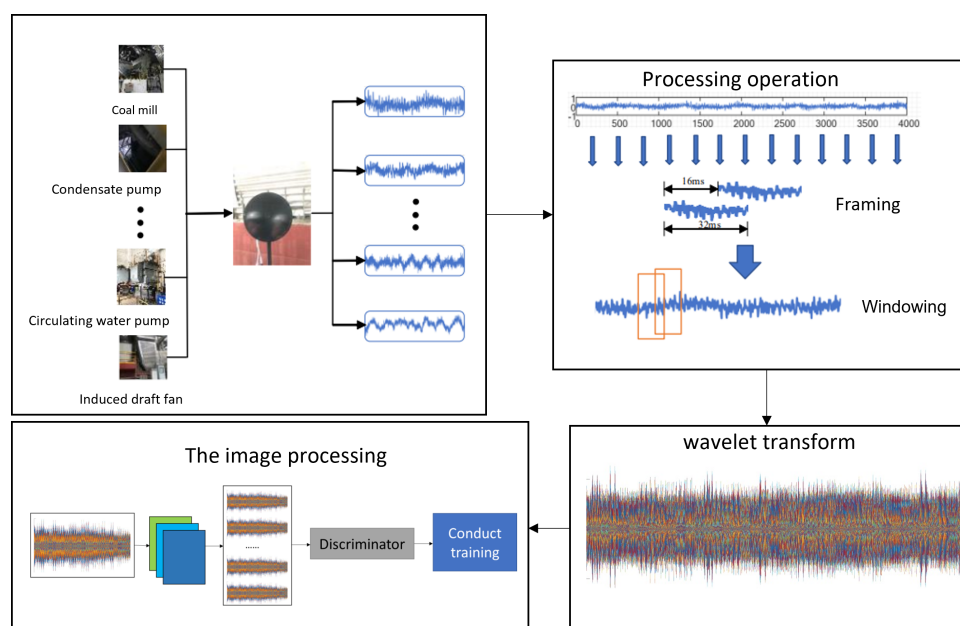 Coal mill
Condensate pump
Circulating water pump
Induced draft fan
Processing operation
1
0
-1
0 500 1000 1500 2000 2500 3000 3500 4000
16ms
Framing
32ms
Windowing
wavelet transform
The image processing
......
Discriminator
Conduct
training